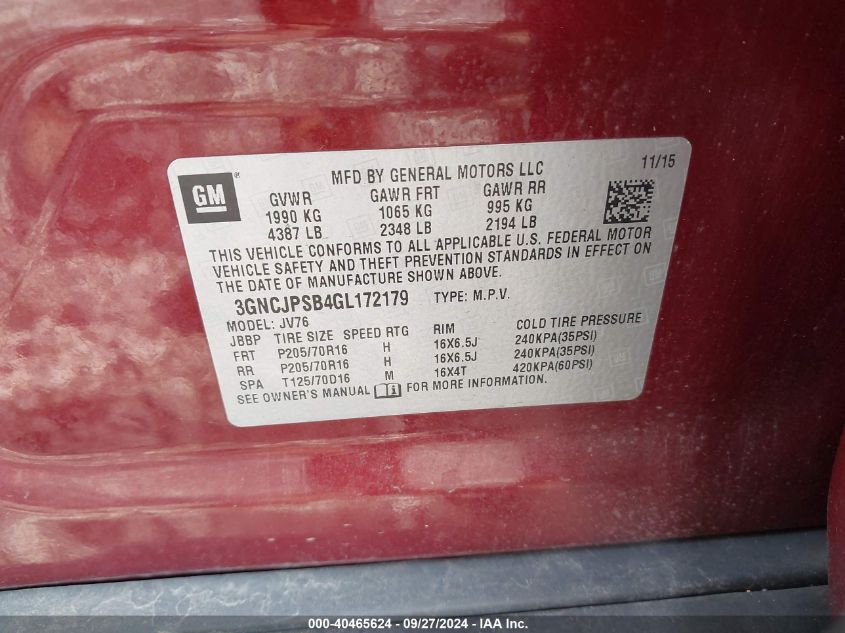 MFD BY GENERAL MOTORS LLC 11/15
GM ®
GVWR GAWR FRT GAWR RR
1990 KG 1065 KG 995 KG
4387 LB 2348 LB 2194 LB
THIS VEHICLE CONFORMS TO ALL APPLICABLE U.S. FEDERAL MOTOR
VEHICLE SAFETY AND THEFT PREVENTION STANDARDS IN EFFECT ON
THE DATE OF MANUFACTURE SHOWN ABOVE.
3GNCJPSB4GL172179 TYPE: M.P.V.
MODEL: JV76
JBBP TIRE SIZE SPEED RTG RIM COLD TIRE PRESSURE
FRT P205/70R16 H 16X6.5J 240KPA(35PSI)
RR P205/70R16 H 16X6.5J 240KPA(35PSI)
SPA T125/70D16 M 16X4T 420KPA(60PSI)
SEE OWNER'S MANUAL FOR MORE INFORMATION.
000-40465624 - 09/27/2024 - IAA Inc.